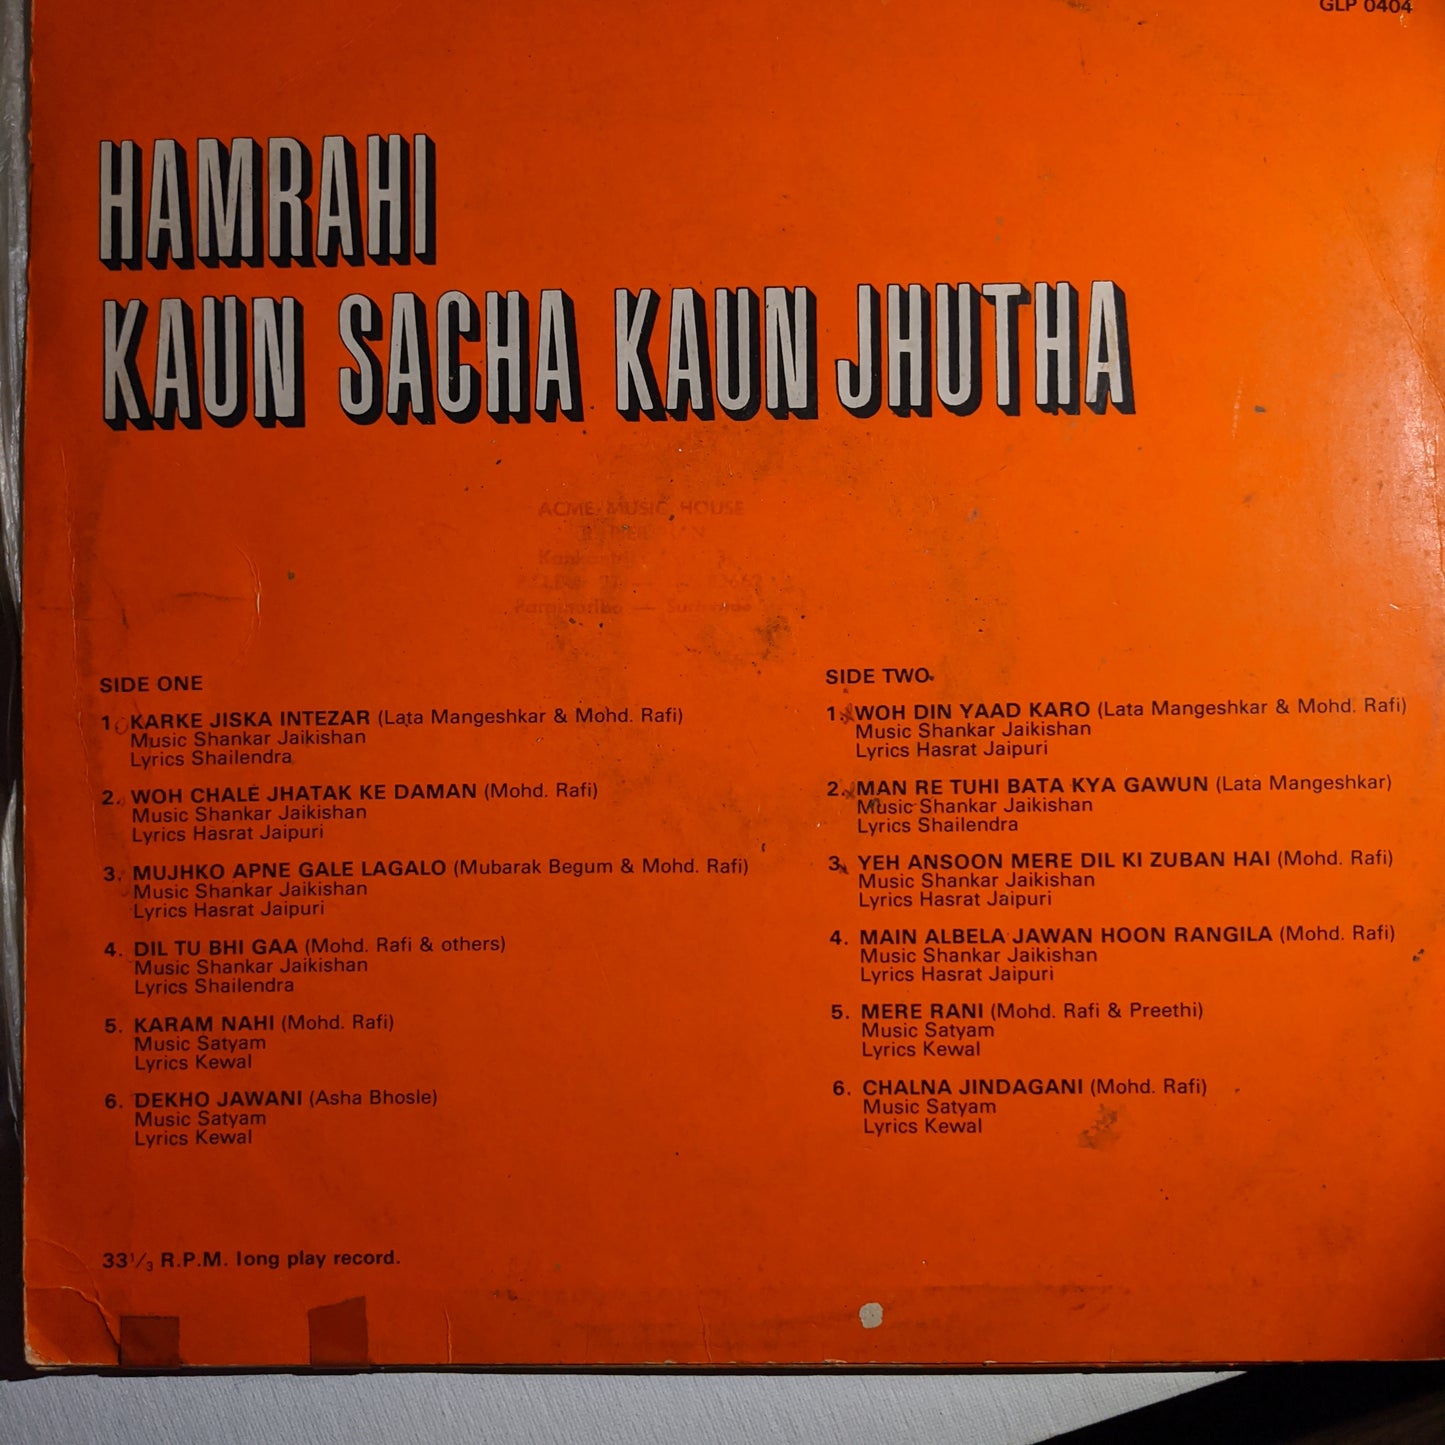 GLP 0404
HAMRAHI
KAUN SACHA KAUN JHUTHA
ACME MUSIC HOUSE
Paramaribo — Suriname
SIDE ONE
1. KARKE JISKA INTEZAR (Lata Mangeshkar & Mohd. Rafi)
Music Shankar Jaikishan
Lyrics Shailendra
2. WOH CHALE JHATAK KE DAMAN (Mohd. Rafi)
Music Shankar Jaikishan
Lyrics Hasrat Jaipuri
3. MUJHKO APNE GALE LAGALO (Mubarak Begum & Mohd. Rafi)
Music Shankar Jaikishan
Lyrics Hasrat Jaipuri
4. DIL TU BHI GAA (Mohd. Rafi & others)
Music Shankar Jaikishan
Lyrics Shailendra
5. KARAM NAHI (Mohd. Rafi)
Music Satyam
Lyrics Kewal
6. DEKHO JAWANI (Asha Bhosle)
Music Satyam
Lyrics Kewal
SIDE TWO
1. WOH DIN YAAD KARO (Lata Mangeshkar & Mohd. Rafi)
Music Shankar Jaikishan
Lyrics Hasrat Jaipuri
2. MAN RE TUHI BATA KYA GAWUN (Lata Mangeshkar)
Music Shankar Jaikishan
Lyrics Shailendra
3. YEH ANSOON MERE DIL KI ZUBAN HAI (Mohd. Rafi)
Music Shankar Jaikishan
Lyrics Hasrat Jaipuri
4. MAIN ALBELA JAWAN HOON RANGILA (Mohd. Rafi)
Music Shankar Jaikishan
Lyrics Hasrat Jaipuri
5. MERE RANI (Mohd. Rafi & Preethi)
Music Satyam
Lyrics Kewal
6. CHALNA JINDAGANI (Mohd. Rafi)
Music Satyam
Lyrics Kewal
33 1/3 R.P.M. long play record.